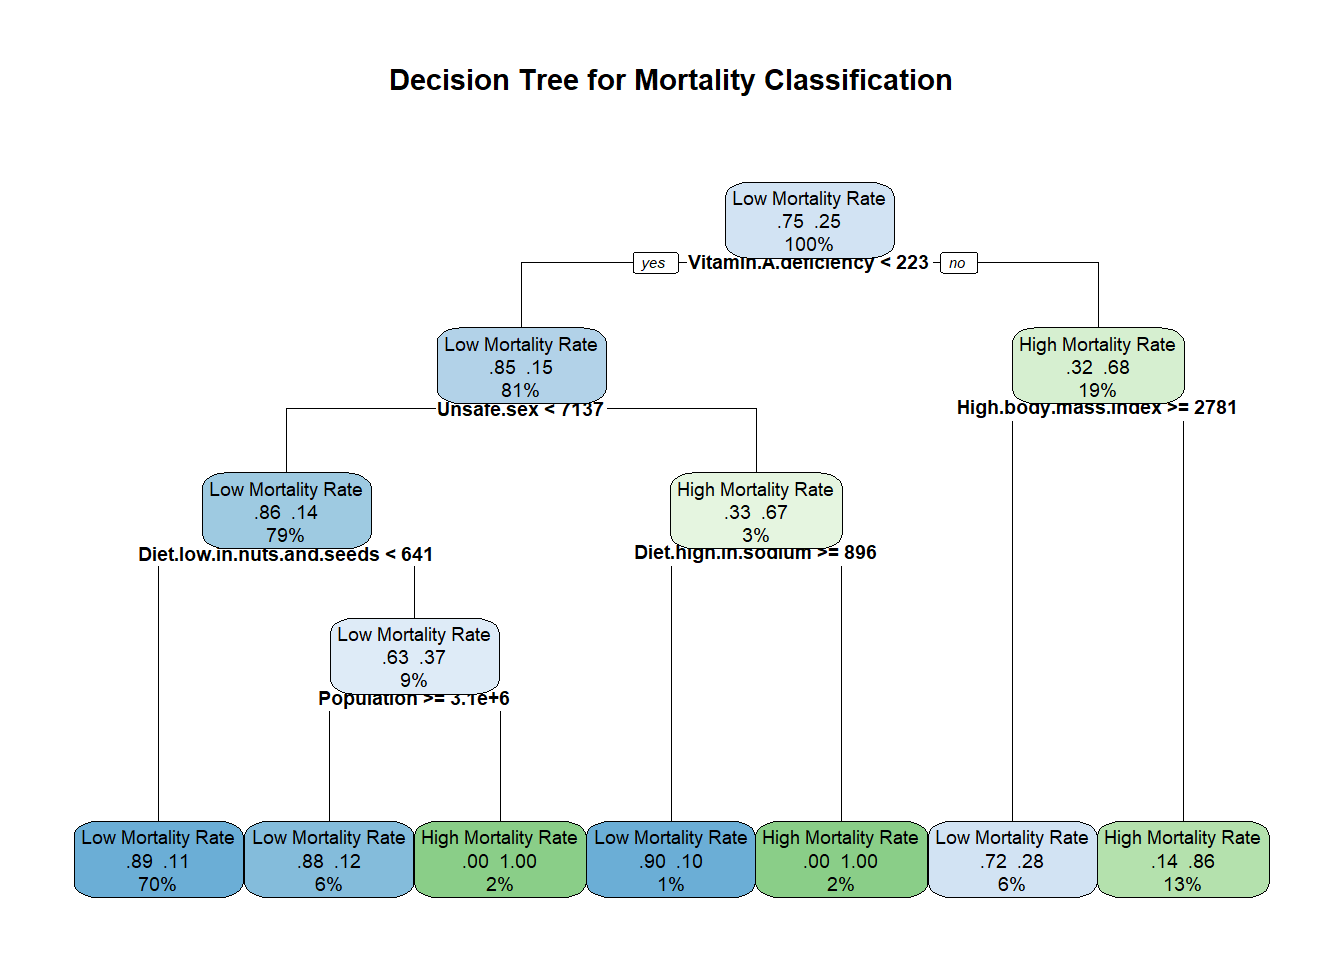 Decision Tree for Mortality Classification
Low Mortality Rate
.75 .25
100%
yes Vitamin.A.deficiency < 223 no
Low Mortality Rate
.85 .15
81%
High Mortality Rate
.32 .68
19%
Unsafe.sex < 7137
High.body.mass.index >= 2781
Low Mortality Rate
.86 .14
79%
High Mortality Rate
.33 .67
3%
Diet.low.in.nuts.and.seeds < 641
Diet.high.in.sodium >= 896
Low Mortality Rate
.63 .37
9%
Population >= 3.1e+6
Low Mortality Rate
.89 .11
70%
Low Mortality Rate
.88 .12
6%
High Mortality Rate
.00 1.00
2%
Low Mortality Rate
.90 .10
1%
High Mortality Rate
.00 1.00
2%
Low Mortality Rate
.72 .28
6%
High Mortality Rate
.14 .86
13%